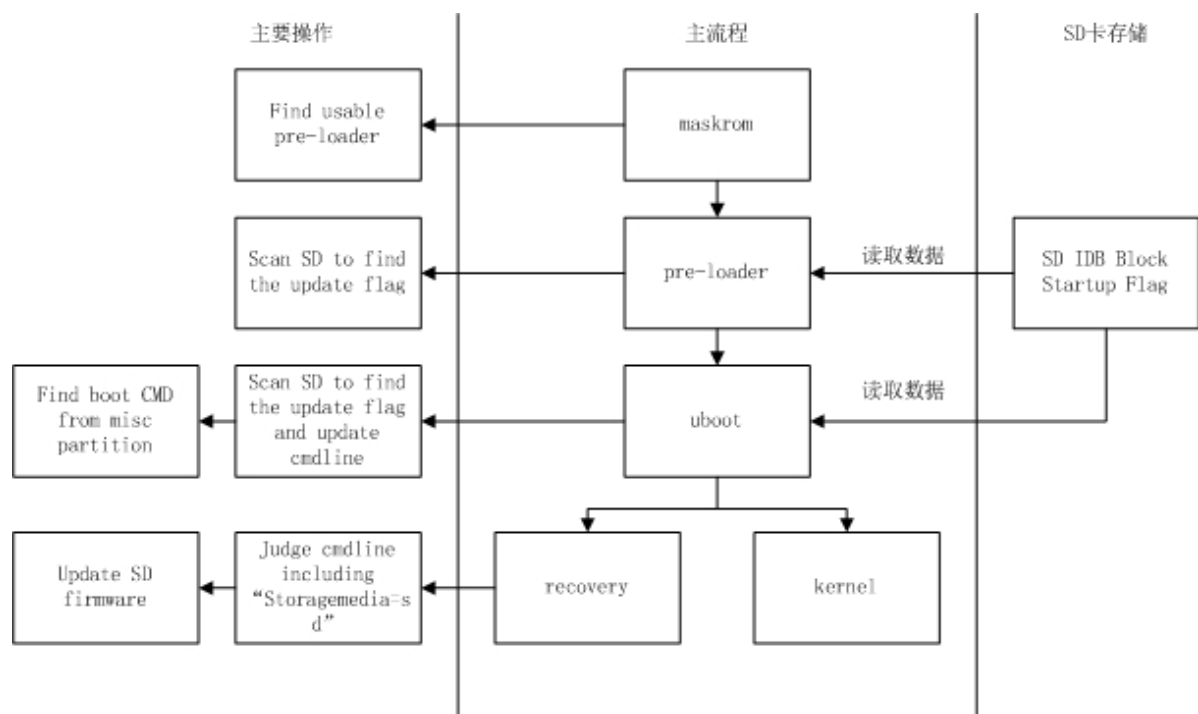 主要操作
主流程
SD卡存储
Find usable
pre-loader
maskrom
Scan SD to find
the update flag
pre-loader
读取数据
SD IDB Block
Startup Flag
Find boot CMD
from misc
partition
Scan SD to find
the update flag
and update
cmdline
uboot
读取数据
Update SD
firmware
Judge cmdline
including
“Storagemedia=s
d”
recovery
kernel